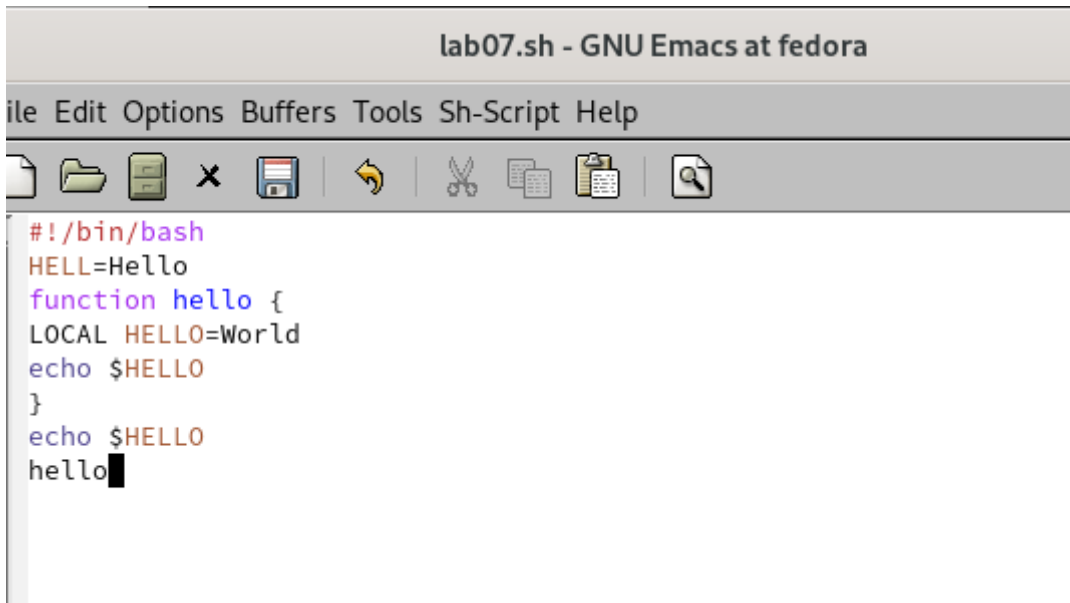 lab07.sh - GNU Emacs at fedora
ile Edit Options Buffers Tools Sh-Script Help
#!/bin/bash
HELL=Hello
function hello {
LOCAL HELLO=World
echo $HELLO
}
echo $HELLO
hello